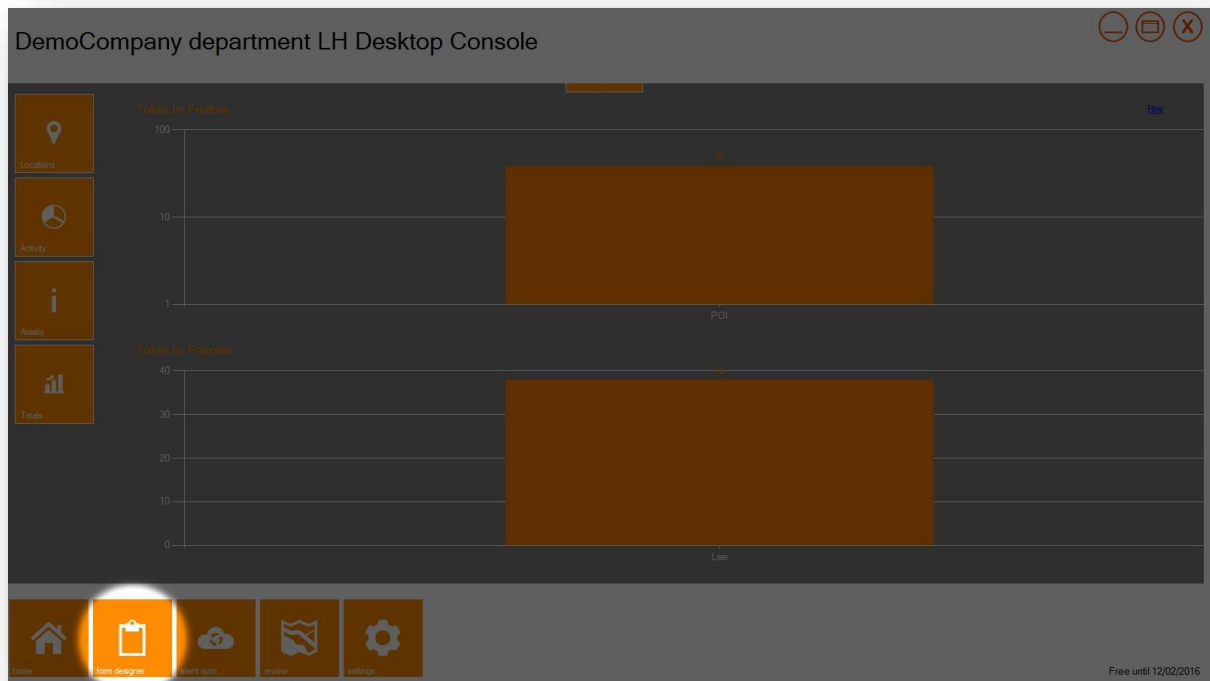 DemoCompany department LH Desktop Console
Locations
Activity
Assets
Totals
Totals by Feature
Filter
100
10
1
POI
Totals by Patroller
40
30
20
10
0
Lee
home
form designer
silent sync
review
settings
Free until 12/02/2016